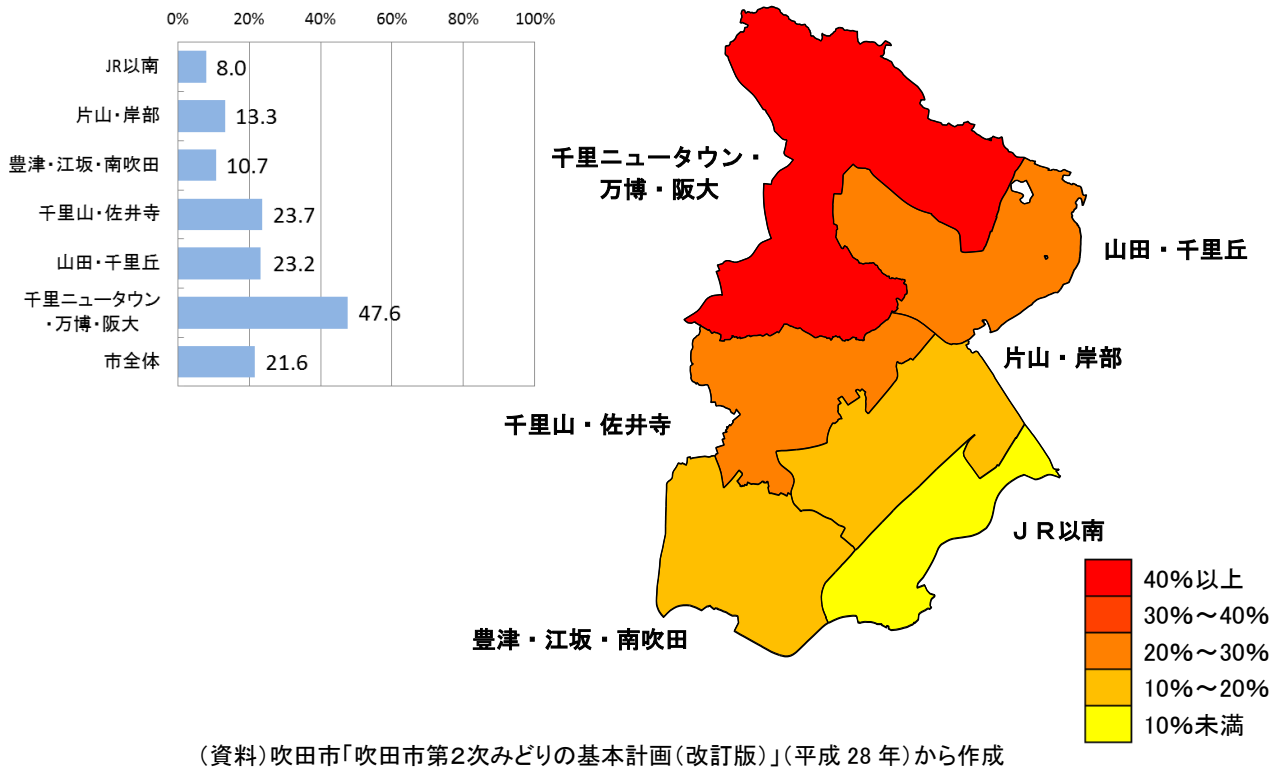 0% 20% 40% 60% 80% 100%
JR以南 8.0
片山・岸部 13.3
豊津・江坂・南吹田 10.7
千里山・佐井寺 23.7
山田・千里丘 23.2
千里ニュータウン
・万博・阪大 47.6
市全体 21.6
千里ニュータウン・
万博・阪大
山田・千里丘
片山・岸部
千里山・佐井寺
ＪＲ以南
豊津・江坂・南吹田
40%以上
30%～40%
20%～30%
10%～20%
10%未満
（資料）吹田市「吹田市第２次みどりの基本計画（改訂版）」（平成 28 年）から作成